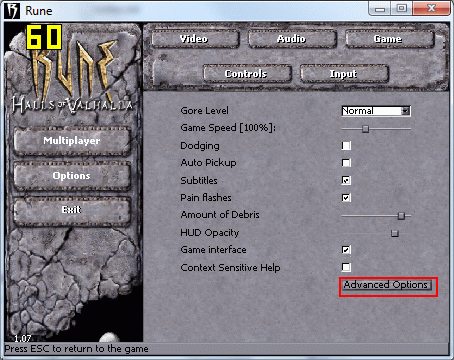 Rune
60
RUNE
HALLS OF VALHALLA
Video
Audio
Game
Controls
Input
Multiplayer
Options
Exit
Gore Level
Normal
Game Speed [100%]:
Dodging
Auto Pickup
Subtitles
Pain flashes
Amount of Debris
HUD Opacity
Game interface
Context Sensitive Help
Advanced Options
1.07
Press ESC to return to the game